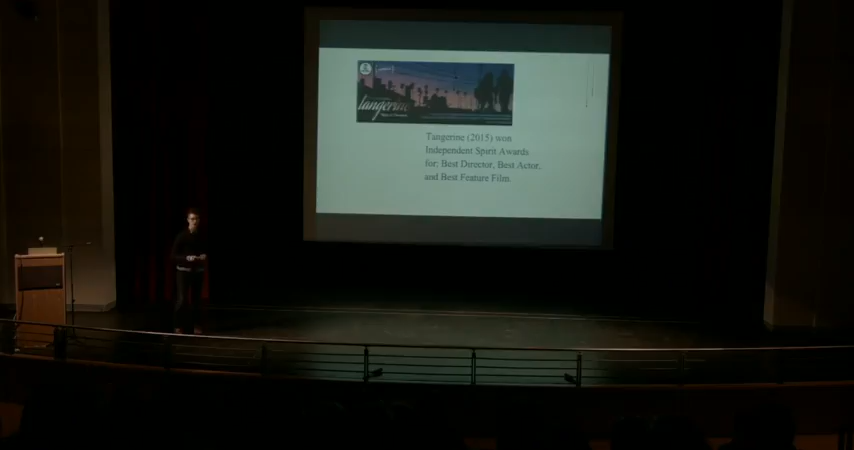 tangerine
Tangerine (2015) won
Independent Spirit Awards
for: Best Director, Best Actor,
and Best Feature Film